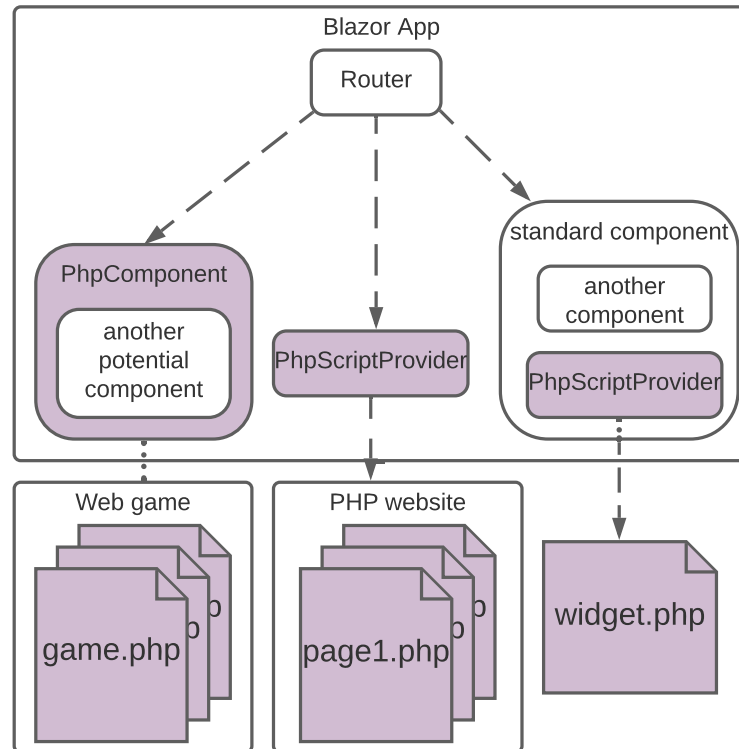 Blazor App
Router
PhpComponent
another
potential
component
PhpScriptProvider
standard component
another
component
PhpScriptProvider
Web game
game.php
p
p
PHP website
page1.php
p
p
widget.php